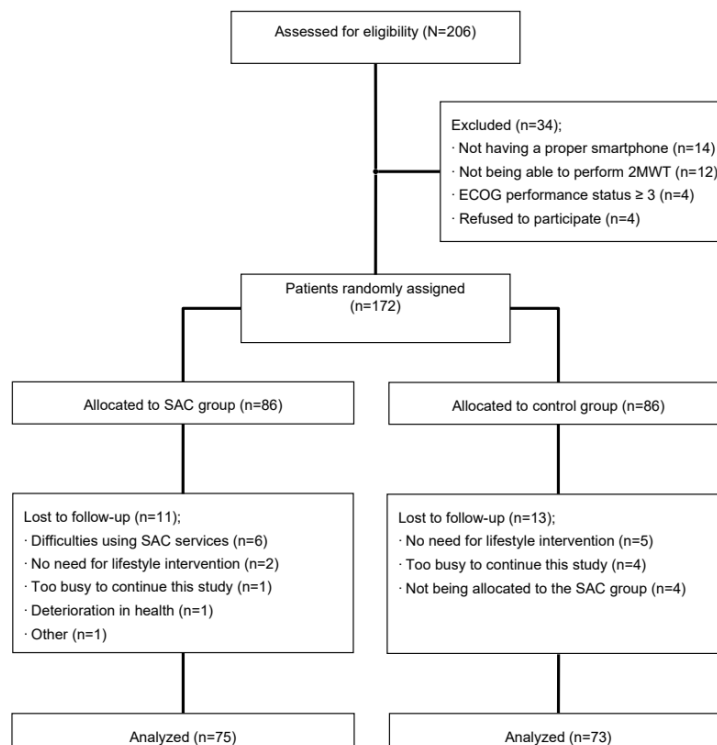 Assessed for eligibility (N=206)
Excluded (n=34);
· Not having a proper smartphone (n=14)
· Not being able to perform 2MWT (n=12)
· ECOG performance status ≥ 3 (n=4)
· Refused to participate (n=4)
Patients randomly assigned
(n=172)
Allocated to SAC group (n=86)
Allocated to control group (n=86)
Lost to follow-up (n=11);
· Difficulties using SAC services (n=6)
· No need for lifestyle intervention (n=2)
· Too busy to continue this study (n=1)
· Deterioration in health (n=1)
· Other (n=1)
Lost to follow-up (n=13);
· No need for lifestyle intervention (n=5)
· Too busy to continue this study (n=4)
· Not being allocated to the SAC group (n=4)
Analyzed (n=75)
Analyzed (n=73)